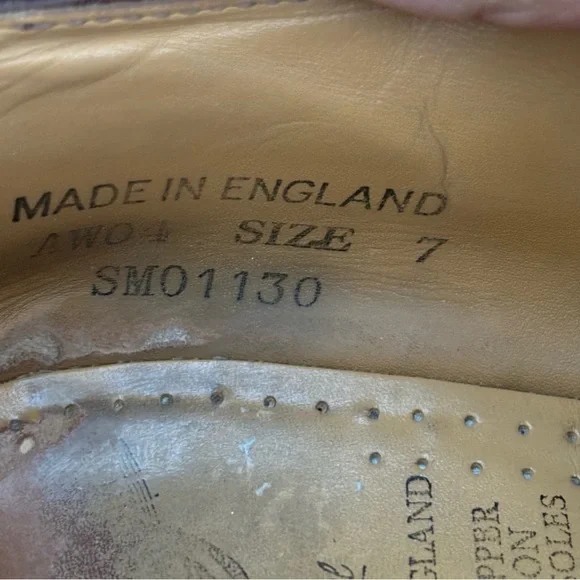 MADE IN ENGLAND
AW04 SIZE 7
SM01130
GLAND
PPER
ON
OLES